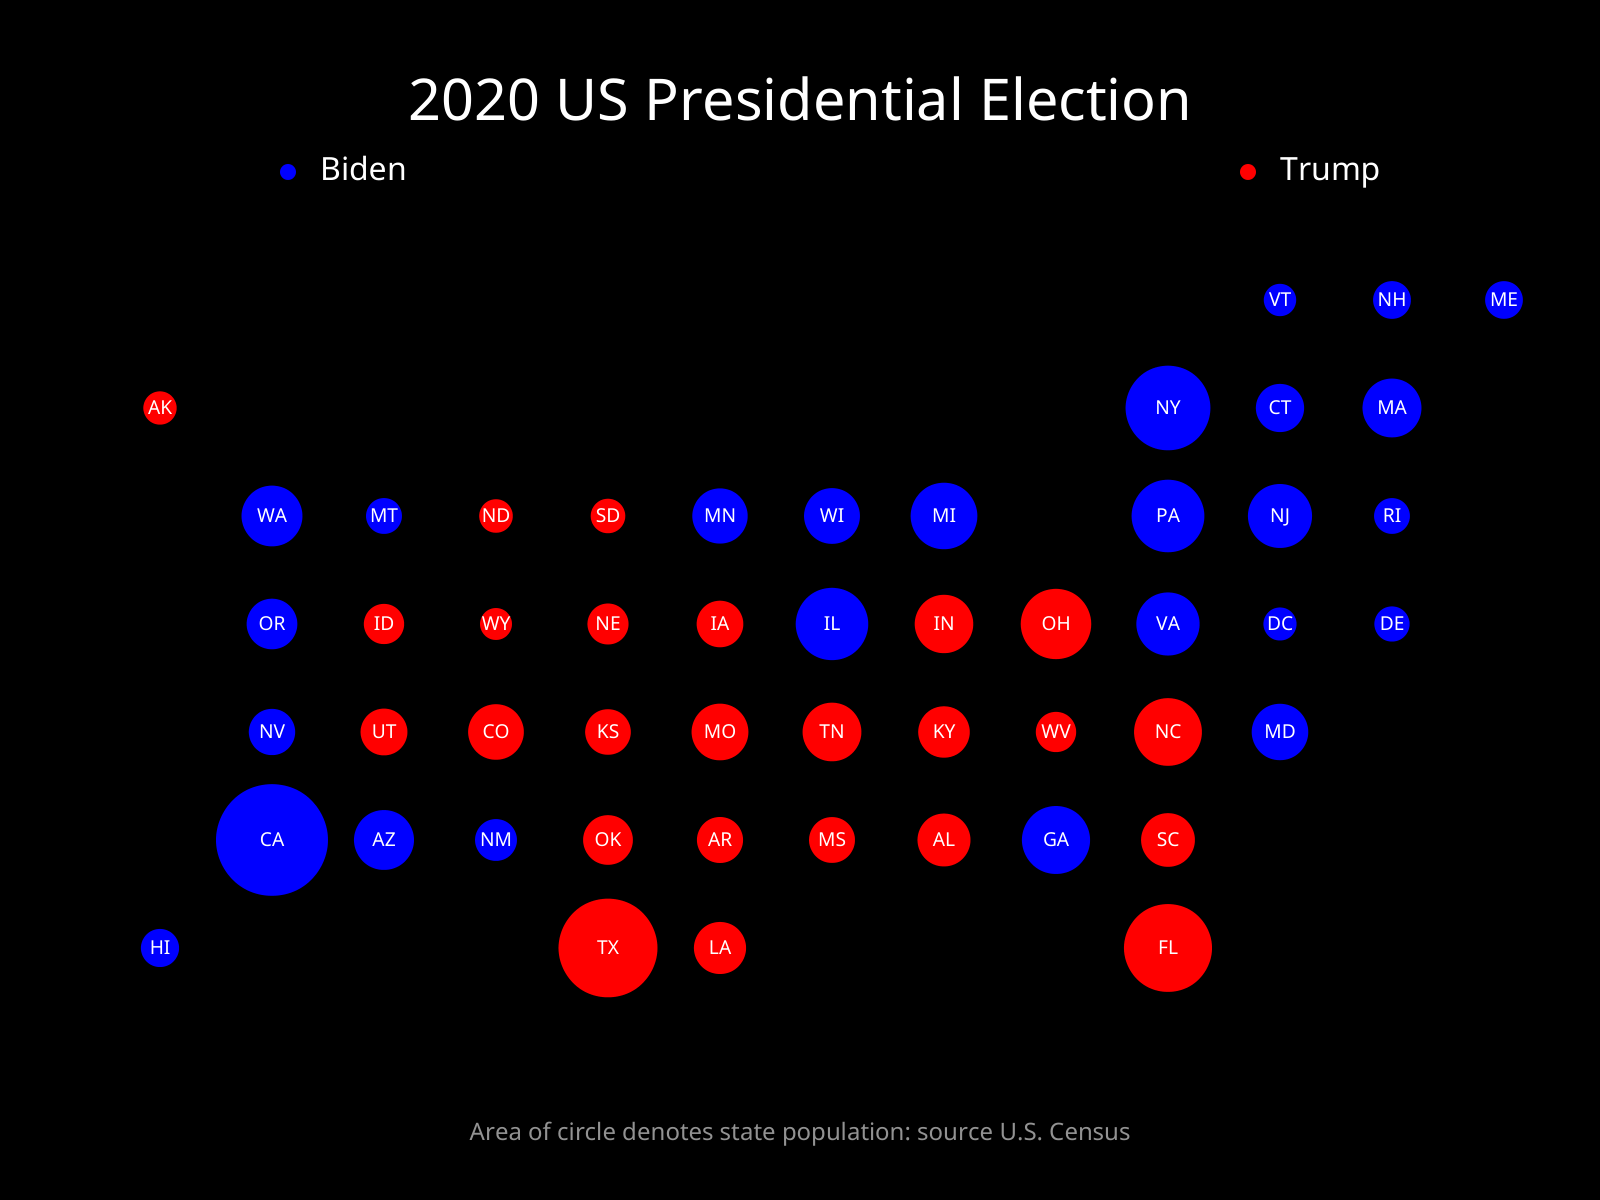 2020 US Presidential Election
Biden Trump
VT NH ME
AK NY CT MA
WA MT ND SD MN WI MI PA NJ RI
OR ID WY NE IA IL IN OH VA DC DE
NV UT CO KS MO TN KY WV NC MD
CA AZ NM OK AR MS AL GA SC
HI TX LA FL
Area of circle denotes state population: source U.S. Census